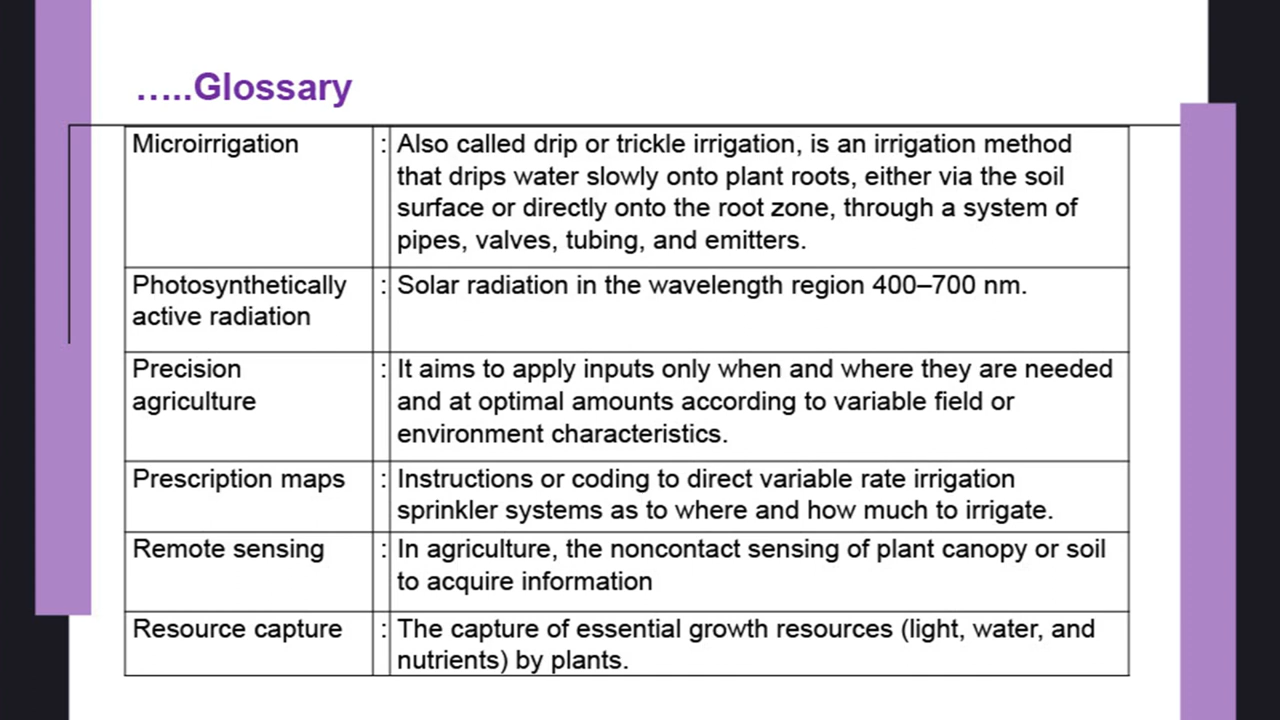 …..Glossary
Microirrigation : Also called drip or trickle irrigation, is an irrigation method
that drips water slowly onto plant roots, either via the soil
surface or directly onto the root zone, through a system of
pipes, valves, tubing, and emitters.
Photosynthetically : Solar radiation in the wavelength region 400–700 nm.
active radiation
Precision : It aims to apply inputs only when and where they are needed
agriculture and at optimal amounts according to variable field or
environment characteristics.
Prescription maps : Instructions or coding to direct variable rate irrigation
sprinkler systems as to where and how much to irrigate.
Remote sensing : In agriculture, the noncontact sensing of plant canopy or soil
to acquire information
Resource capture : The capture of essential growth resources (light, water, and
nutrients) by plants.